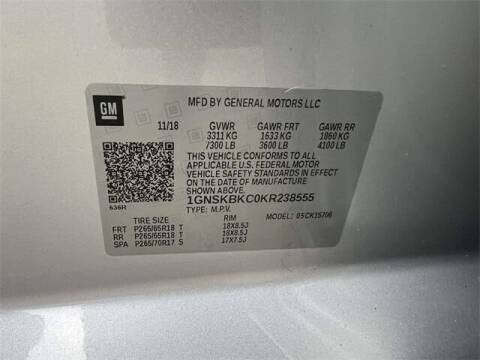 GM
MFD BY GENERAL MOTORS LLC
11/18 GVWR GAWR FRT GAWR RR
3311 KG 1633 KG 1860 KG
7300 LB 3600 LB 4100 LB
THIS VEHICLE CONFORMS TO ALL
APPLICABLE U.S. FEDERAL MOTOR
VEHICLE SAFETY STANDARDS IN EFFECT
ON THE DATE OF MANUFACTURE
SHOWN ABOVE.
1GNSKBKC0KR238555
636R TYPE: M.P.V.
TIRE SIZE RIM 05CK15706
FRT P265/65R18 T 18X8.5J
RR P265/65R18 T 18X8.5J
SPA P265/70R17 S 17X7.5J